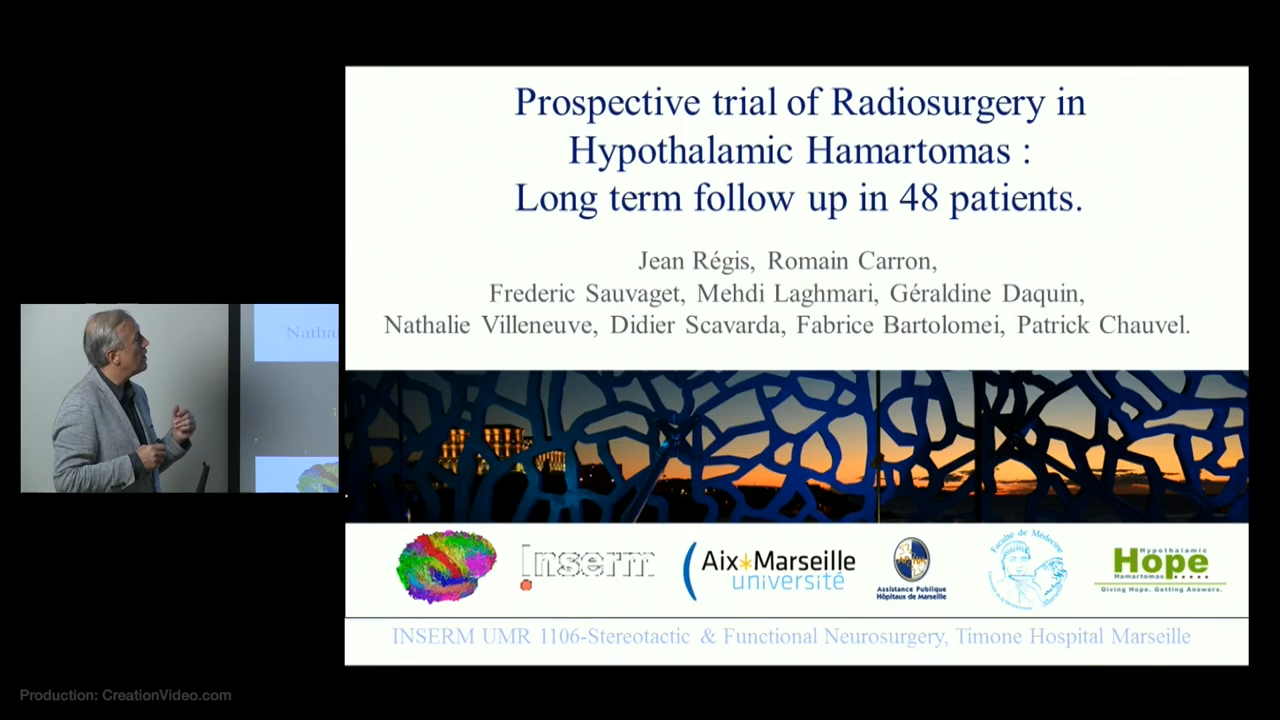 Prospective trial of Radiosurgery in
Hypothalamic Hamartomas :
Long term follow up in 48 patients.
Jean Régis, Romain Carron,
Frederic Sauvaget, Mehdi Laghmari, Géraldine Daquin,
Nathalie Villeneuve, Didier Scavarda, Fabrice Bartolomei, Patrick Chauvel.
Natha
Inserm
Aix*Marseille
université
Assistance Publique
Hôpitaux de Marseille
Faculté de Médecine
Marseille
Hypothalamic
Hope
Hamartomas
Giving Hope. Getting Answers.
INSERM UMR 1106-Stereotactic & Functional Neurosurgery, Timone Hospital Marseille
Production: CreationVideo.com